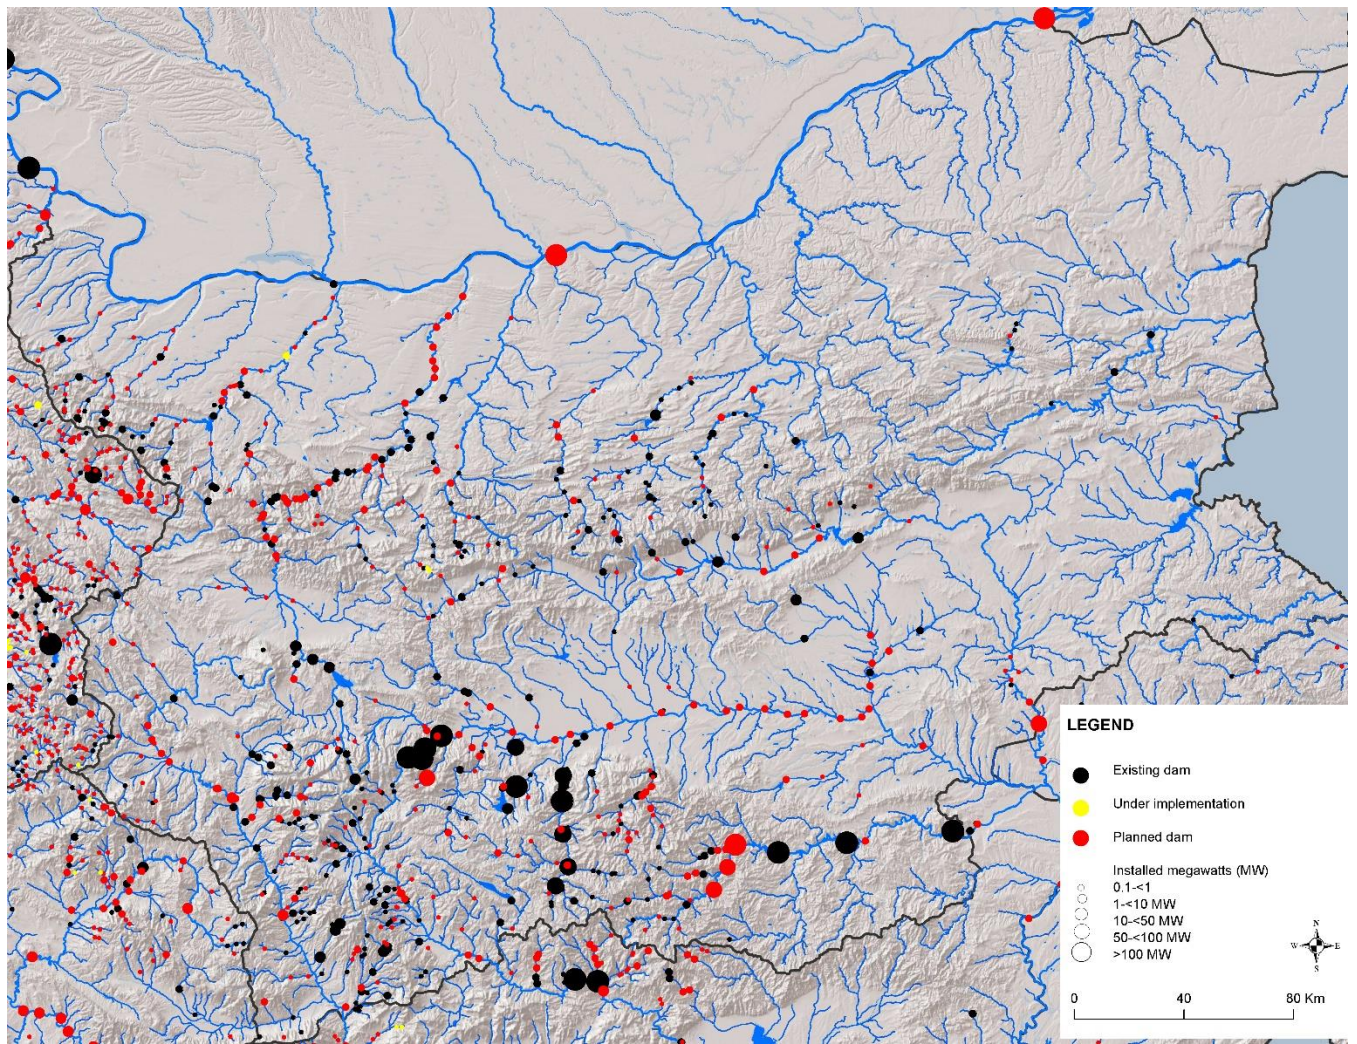 LEGEND
Existing dam
Under implementation
Planned dam
Installed megawatts (MW)
0.1-<1
1-<10 MW
10-<50 MW
50-<100 MW
>100 MW
N
W E
S
0 40 80 Km